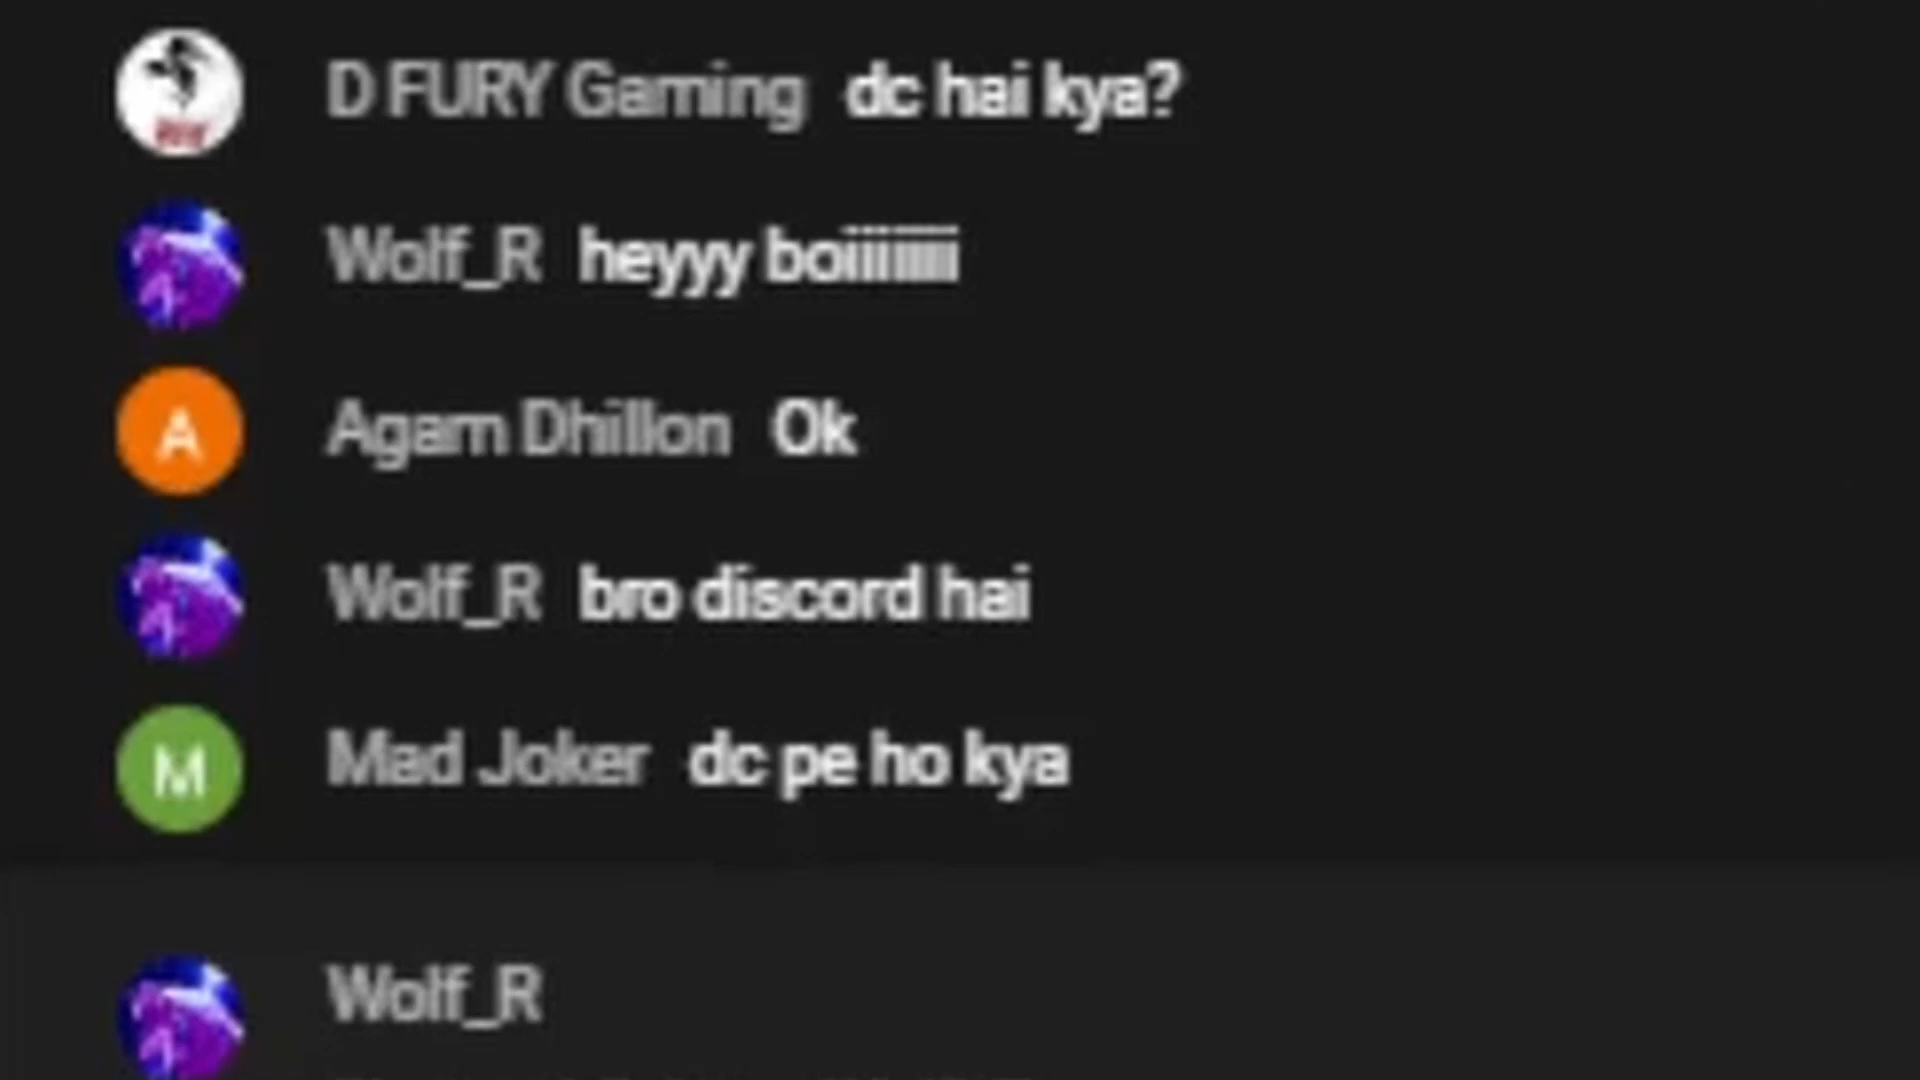 D FURY Gaming dc hai kya?
Wolf_R heyyy boiiiiiiii
A Agam Dhillon Ok
Wolf_R bro discord hai
M Mad Joker dc pe ho kya
Wolf_R